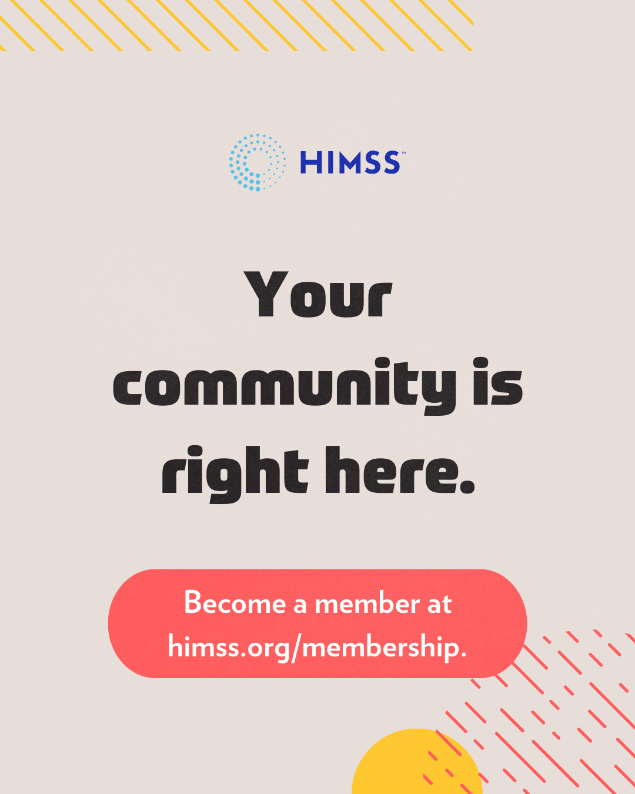 HIMSS™
Your
community is
right here.
Become a member at
himss.org/membership.